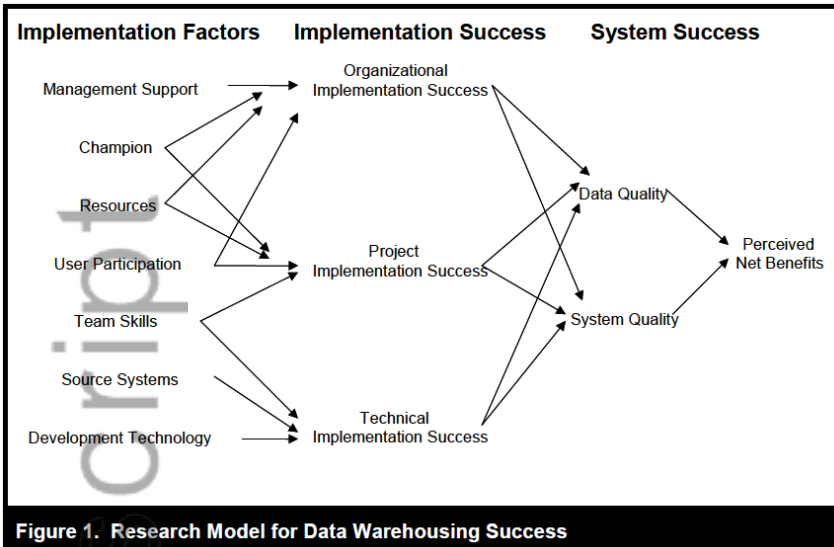 Implementation Factors Implementation Success System Success
Management Support
Organizational
Implementation Success
Champion
Resources
Data Quality
User Participation
Project
Implementation Success
Perceived
Net Benefits
Team Skills
System Quality
Source Systems
Technical
Implementation Success
Development Technology
cript
Figure 1. Research Model for Data Warehousing Success